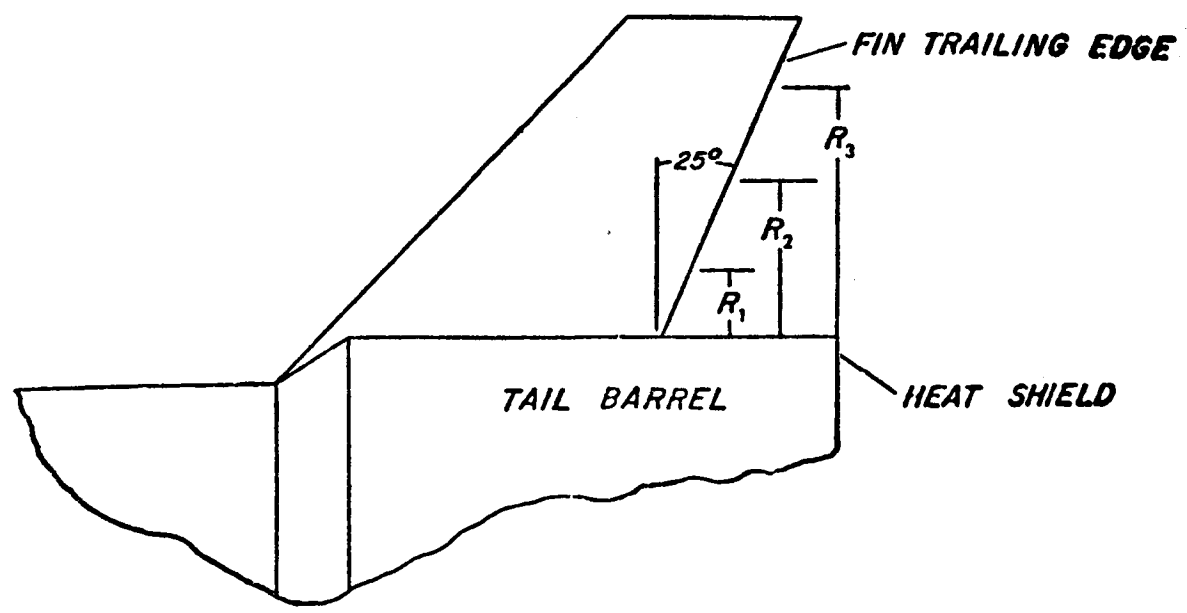 FIN TRAILING EDGE
R3
25°
R2
R1
TAIL BARREL
HEAT SHIELD